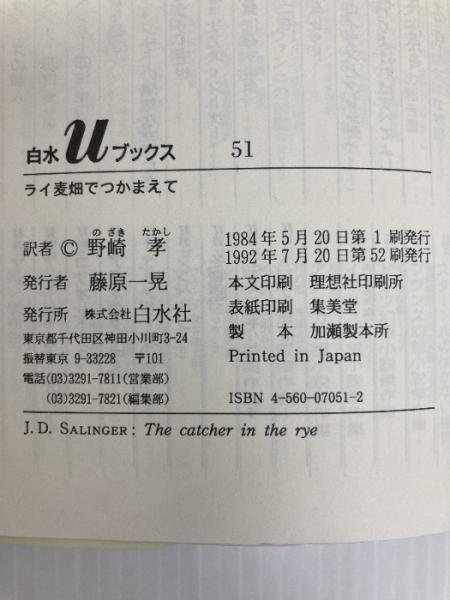 白水uブックス 51
ライ麦畑でつかまえて
のざき たかし
訳者 © 野崎 孝
発行者 藤原一晃
発行所 株式会社白水社
東京都千代田区神田小川町3-24
振替東京 9-33228 〒101
電話(03)3291-7811(営業部)
(03)3291-7821(編集部)
1984年5月20日第1刷発行
1992年7月20日第52刷発行
本文印刷 理想社印刷所
表紙印刷 集美堂
製本 加瀬製本所
Printed in Japan
ISBN 4-560-07051-2
J. D. SALINGER : The catcher in the rye